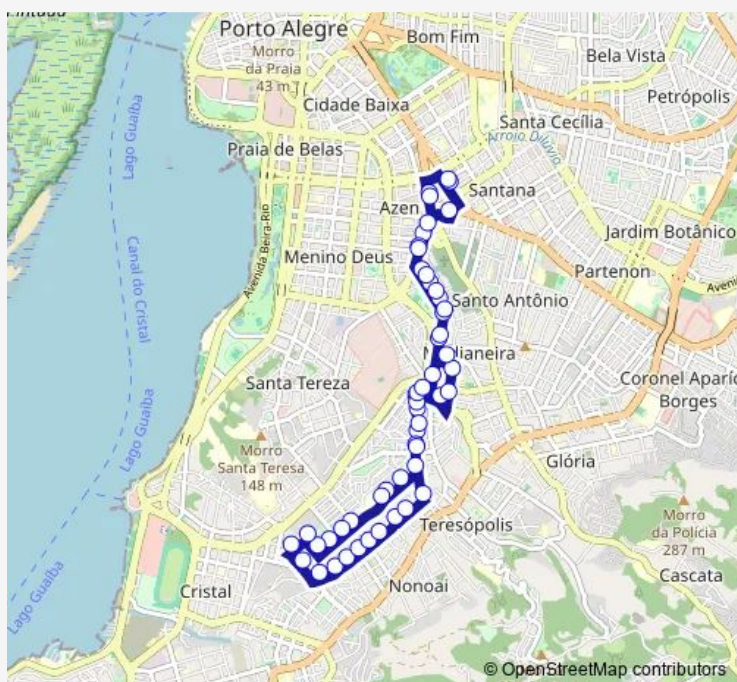 Porto Alegre
Bom Fim
Morro
da Praia
43 m
Bela Vista
Petrópolis
Cidade Baixa
Santa Cecília
Arroio Dilúvio
Praia de Belas
Lago Guaíba
Santana
Azen
Jardim Botânico
Avenida Beira-Rio
Menino Deus
Canal do Cristal
Partenon
Aveni
Santo Antônio
ianeira
Santa Tereza
Coronel Aparíc
Borges
Lago Guaíba
Morro
Santa Teresa
148 m
Glória
Teresópolis
Morro
da Polícia
287 m
Cascata
Nonoai
Cristal
Lago Guaíba
© OpenStreetMap contributors